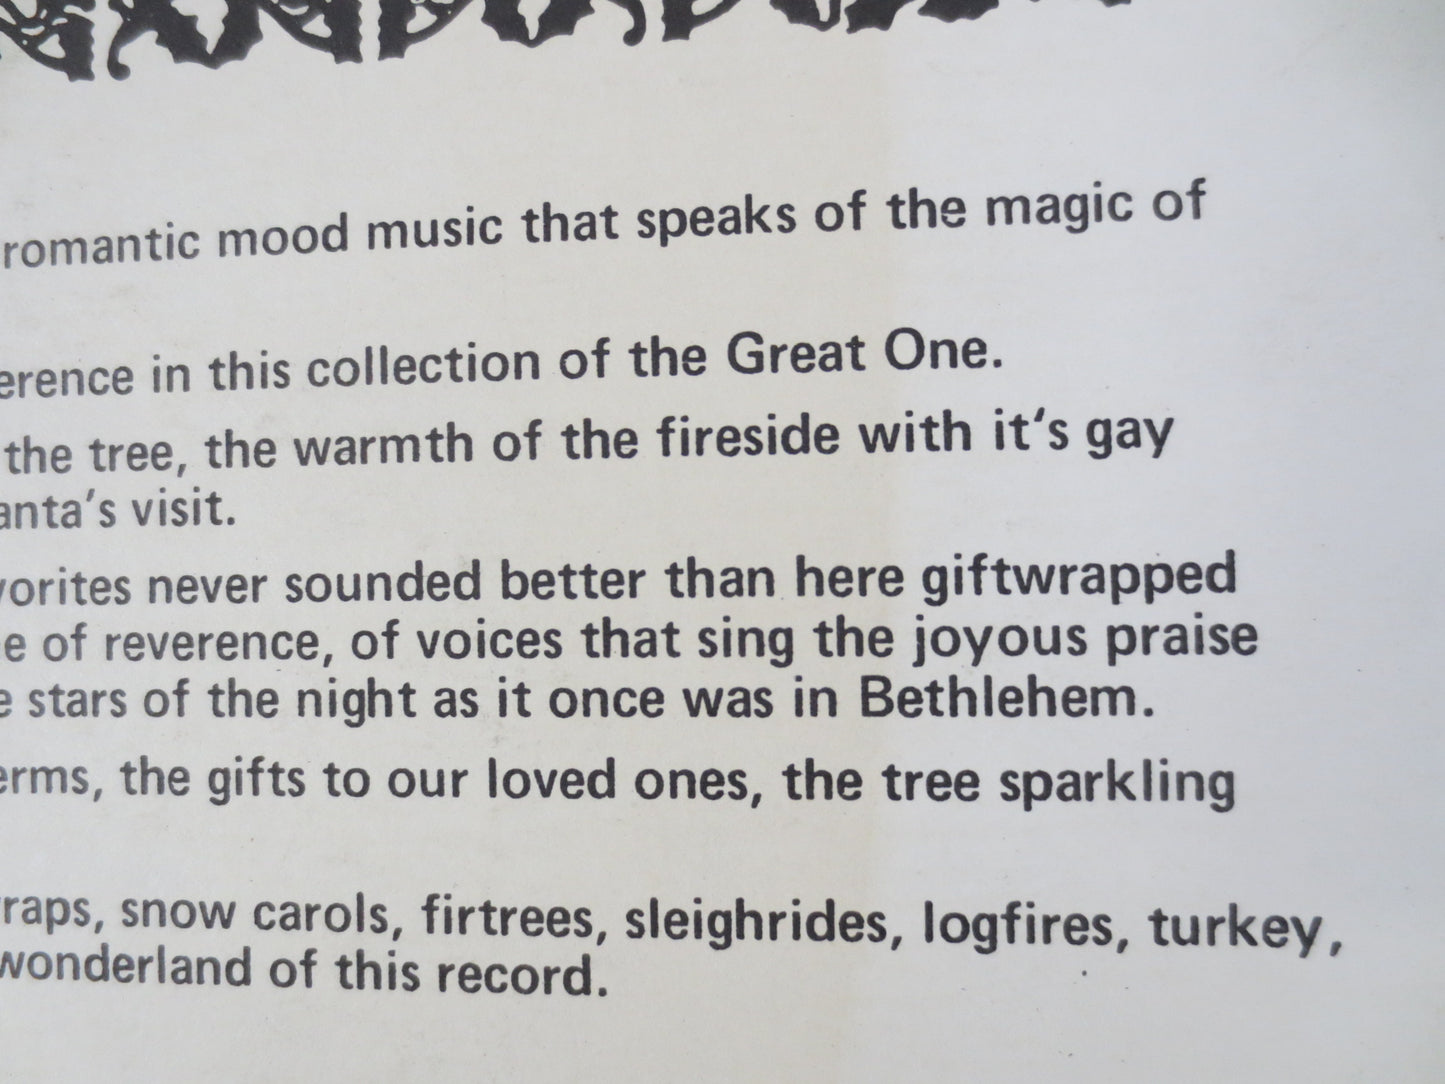 romantic mood music that speaks of the magic of
erence in this collection of the Great One.
the tree, the warmth of the fireside with it's gay
anta's visit.
vorites never sounded better than here giftwrapped
e of reverence, of voices that sing the joyous praise
e stars of the night as it once was in Bethlehem.
erms, the gifts to our loved ones, the tree sparkling
raps, snow carols, firtrees, sleighrides, logfires, turkey,
wonderland of this record.